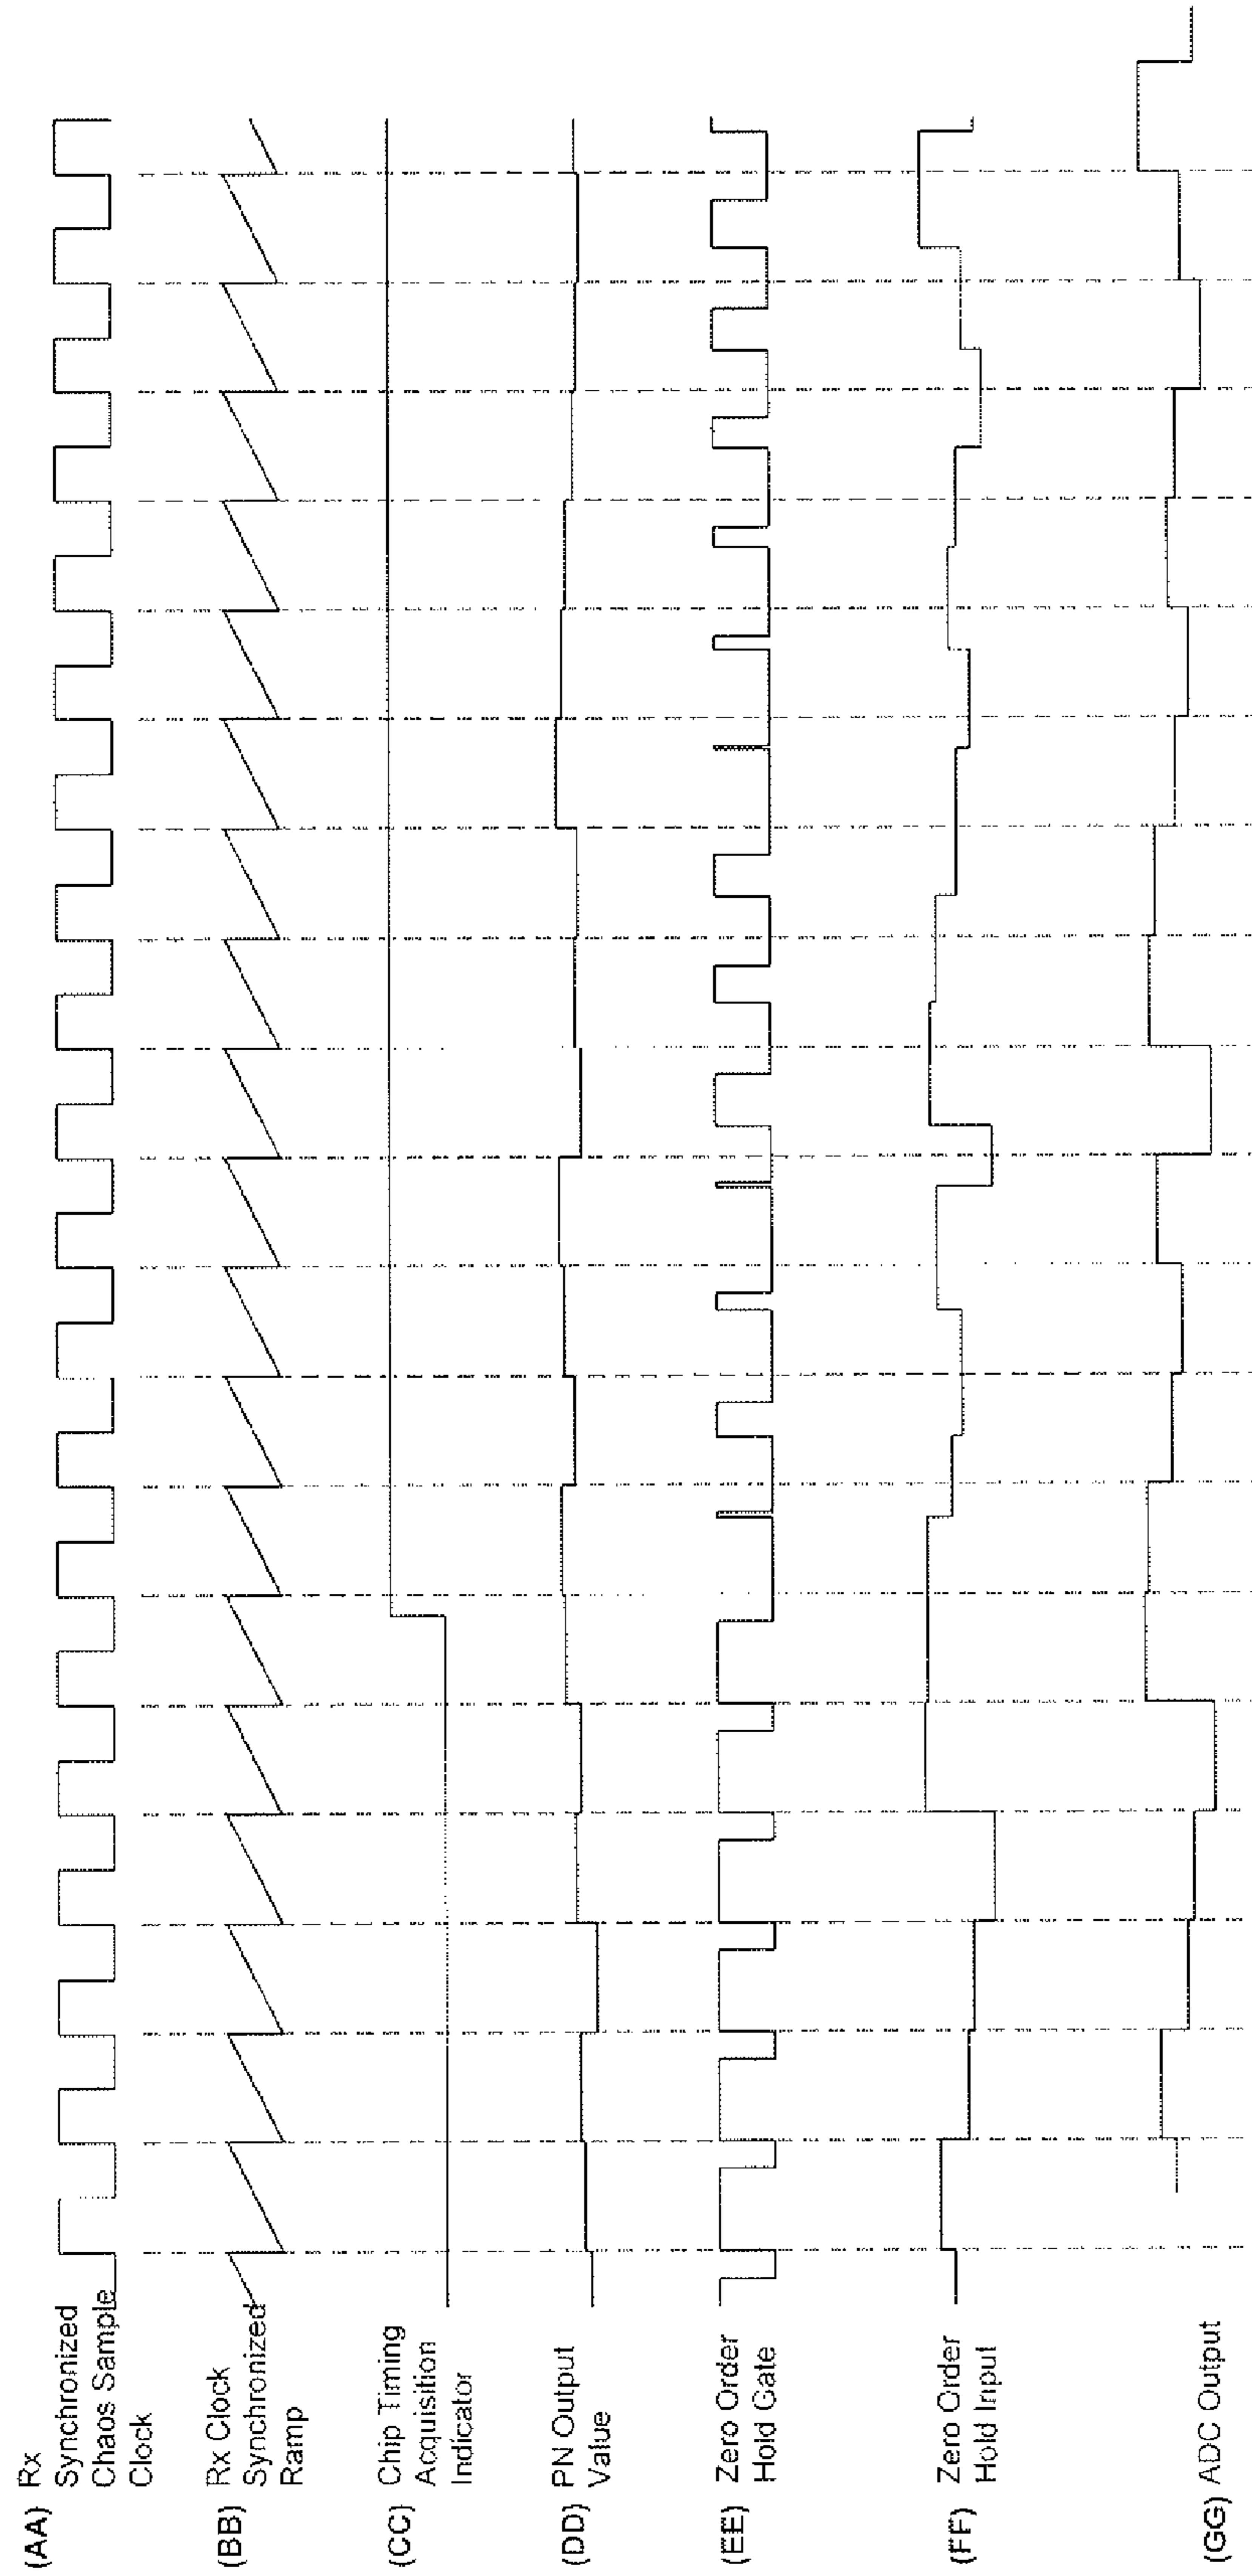 (AA) Rx
Synchronized
Chaos Sample
Clock
(BB) Rx Clock
Synchronized
Ramp
(CC) Chip Timing
Acquisition
Indicator
(DD) PN Output
Value
(EE) Zero Order
Hold Gate
(FF) Zero Order
Hold Input
(GG) ADC Output